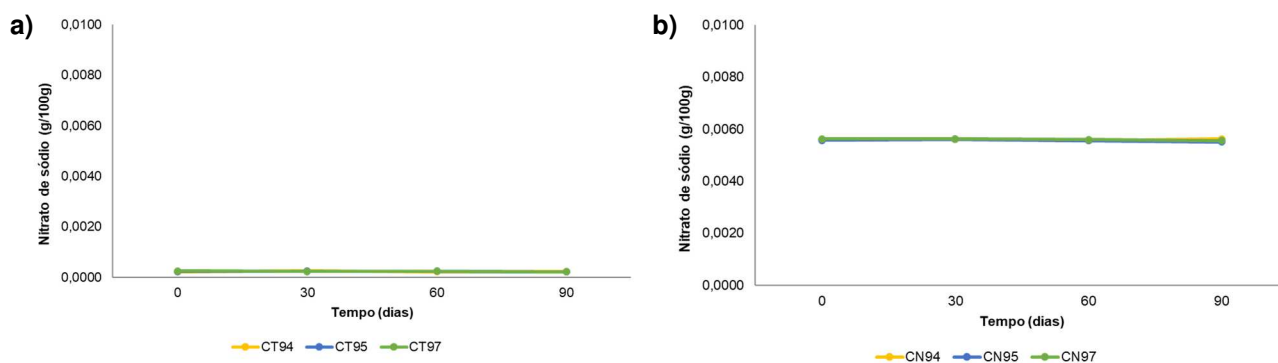 a)
Nitrato de sódio (g/100g)
0,0100
0,0080
0,0060
0,0040
0,0020
0,0000
0 30 60 90
Tempo (dias)
CT94 CT95 CT97
b)
Nitrato de sódio (g/100g)
0,0100
0,0080
0,0060
0,0040
0,0020
0,0000
0 30 60 90
Tempo (dias)
CN94 CN95 CN97